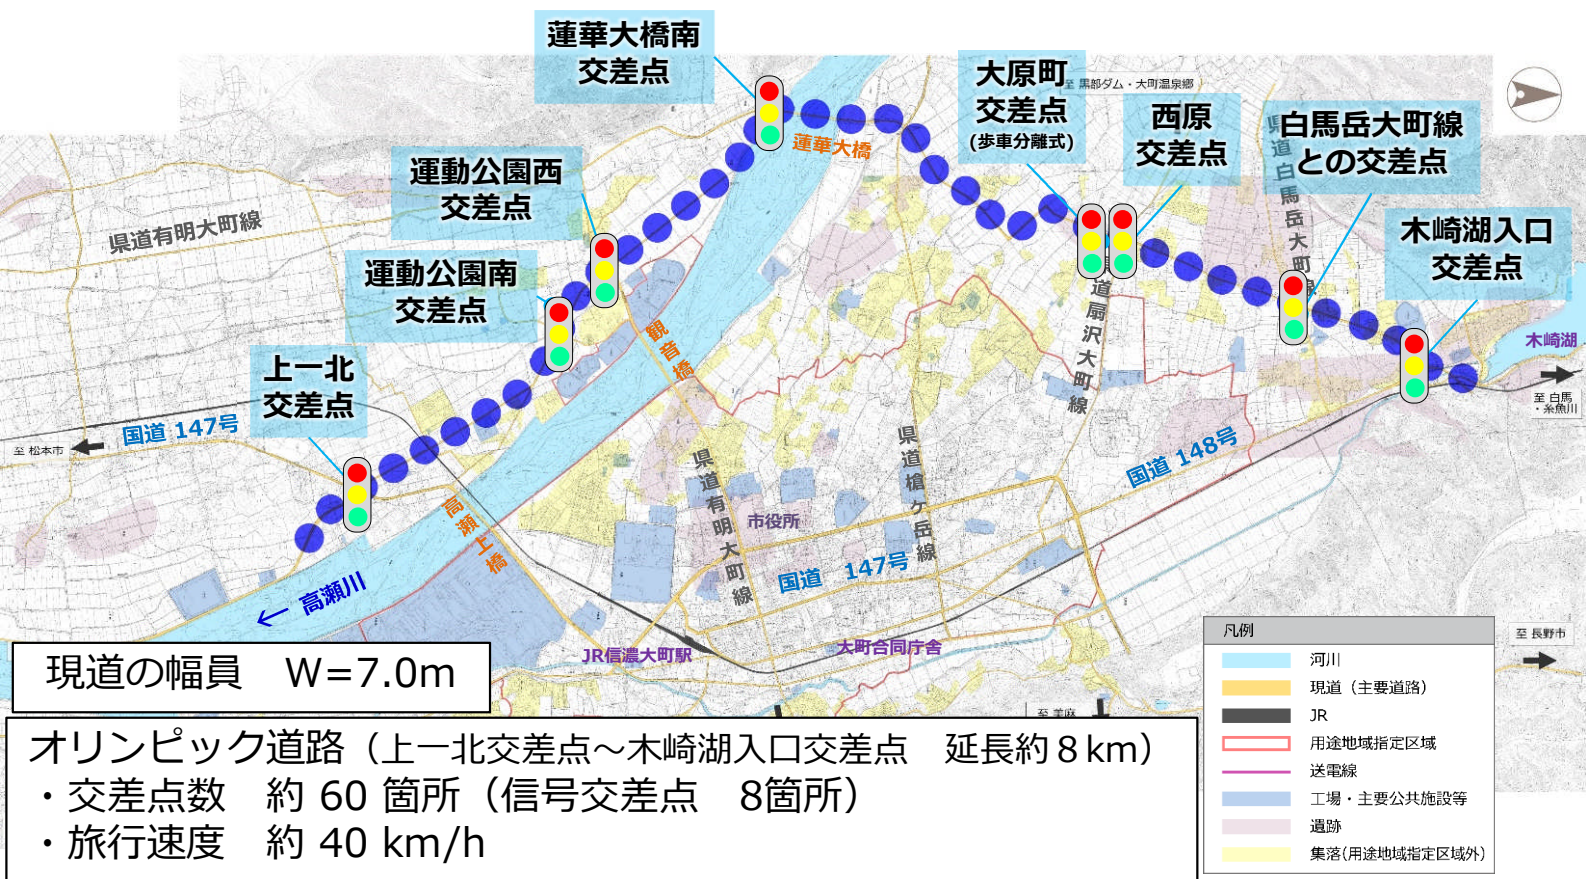 蓮華大橋南
交差点
大原町
交差点
(歩車分離式)
至 黒部ダム・大町温泉郷
西原
交差点
白馬岳大町線
との交差点
県道白馬岳大町線
運動公園西
交差点
蓮華大橋
木崎湖入口
交差点
県道有明大町線
運動公園南
交差点
県道扇沢大町線
観音橋
木崎湖
上一北
交差点
至 白馬
・糸魚川
国道 147号
至 松本市
国道 148号
県道槍ヶ岳線
県道有明大町線
高瀬上橋
市役所
国道 147号
← 高瀬川
JR信濃大町駅
大町合同庁舎
至 長野市
至 美麻
現道の幅員 W=7.0m
オリンピック道路（上一北交差点～木崎湖入口交差点 延長約８km）
・交差点数 約 60 箇所（信号交差点 8箇所）
・旅行速度 約 40 km/h
凡例
河川
現道（主要道路）
JR
用途地域指定区域
送電線
工場・主要公共施設等
遺跡
集落(用途地域指定区域外)